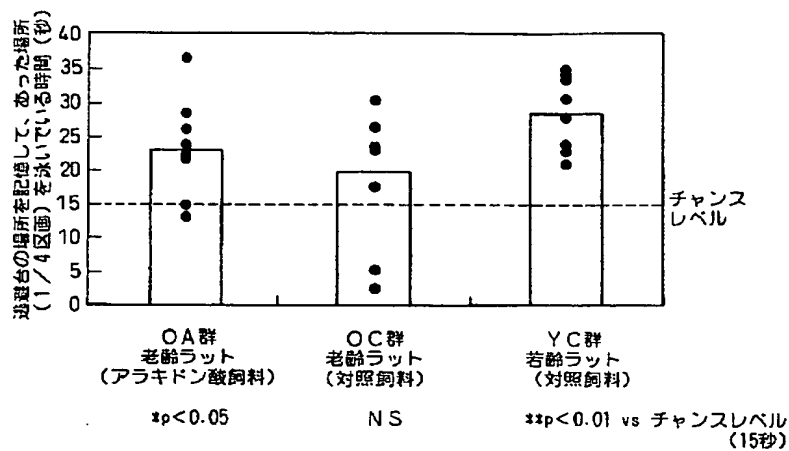 逃避台の場所を記憶して、あった場所
(1/4区画)を泳いでいる時間(秒)
40
35
30
25
20
15
10
5
0
チャンス
レベル
OA群
老齢ラット
(アラキドン酸飼料)
OC群
老齢ラット
(対照飼料)
YC群
若齢ラット
(対照飼料)
*p<0.05
NS
**p<0.01 vs チャンスレベル
(15秒)